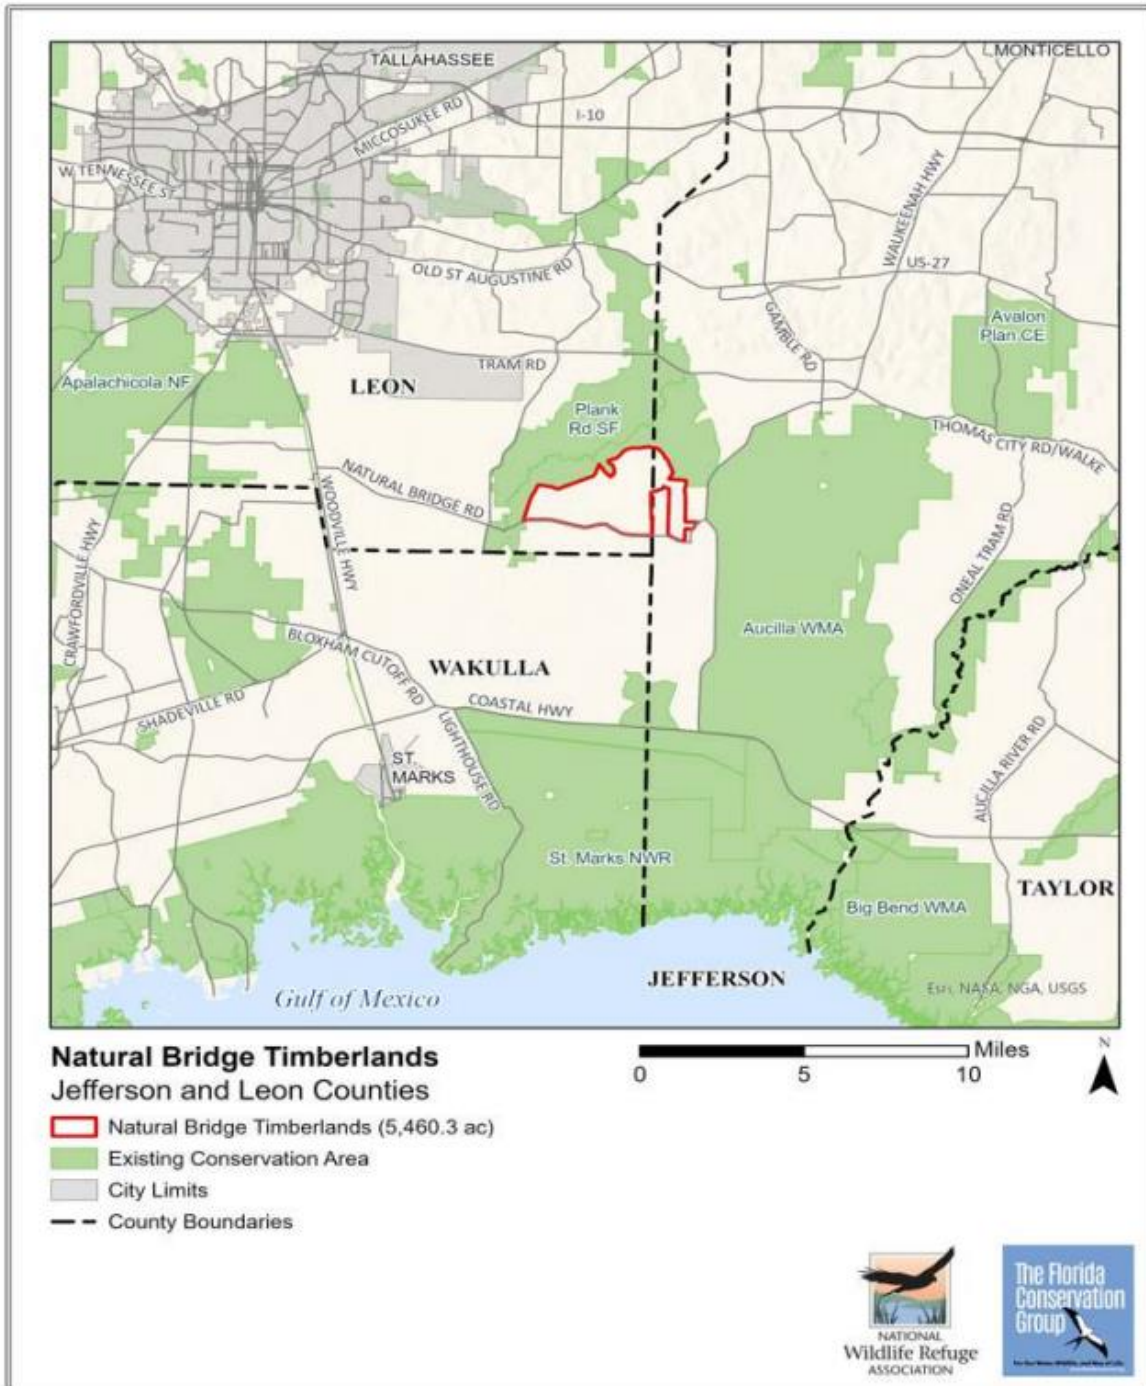 TALLAHASSEE
MONTICELLO
MICCOSUKEE RD
I-10
W TENNESSEE ST
WAUKEENAH HWY
OLD ST AUGUSTINE RD
US-27
GAMBLE RD
Avalon
Plan CE
TRAM RD
Apalachicola NF
LEON
Plank
Rd SF
THOMAS CITY RD/WALKE
NATURAL BRIDGE RD
WOODVILLE HWY
CRAWFORDVILLE HWY
ONEAL TRAM RD
Aucilla WMA
BLOXHAM CUTOFF RD
WAKULLA
SHADEVILLE RD
COASTAL HWY
LIGHTHOUSE RD
ST.
MARKS
AUCILLA RIVER RD
St. Marks NWR
TAYLOR
Big Bend WMA
JEFFERSON
Gulf of Mexico
Esri, NASA, NGA, USGS
Natural Bridge Timberlands
Jefferson and Leon Counties
Miles
0 5 10
N
Natural Bridge Timberlands (5,460.3 ac)
Existing Conservation Area
City Limits
County Boundaries
NATIONAL
Wildlife Refuge
ASSOCIATION
The Florida
Conservation
Group